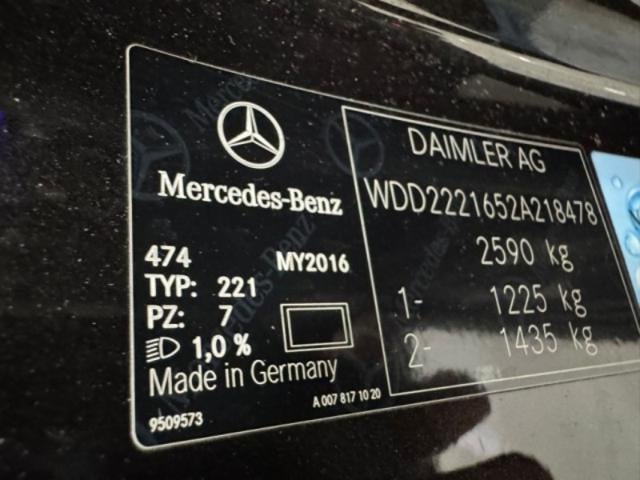 Mercedes-Benz
474 MY2016
TYP: 221
PZ: 7
1,0 %
Made in Germany
9509573 A 007 817 10 20
DAIMLER AG
WDD2221652A218478
2590 kg
1- 1225 kg
2- 1435 kg